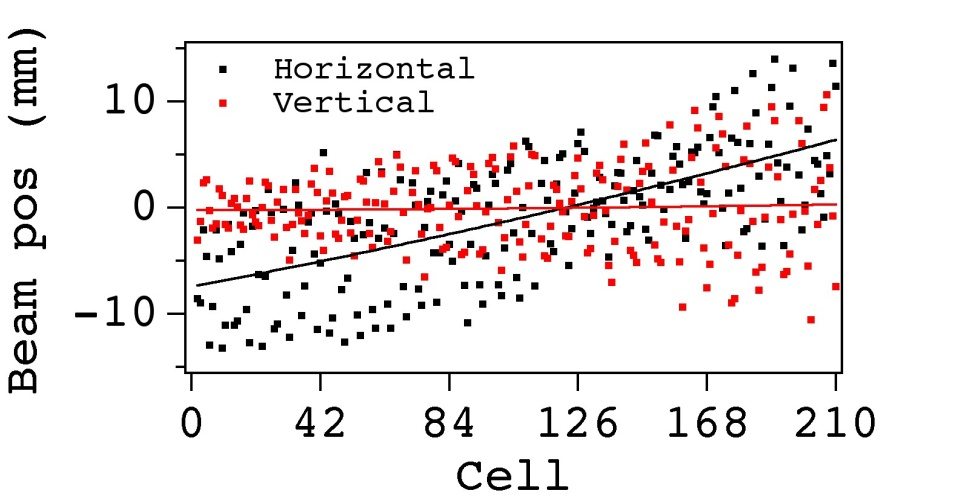 Beam pos (mm)
Horizontal
Vertical
10
0
-10
0 42 84 126 168 210
Cell